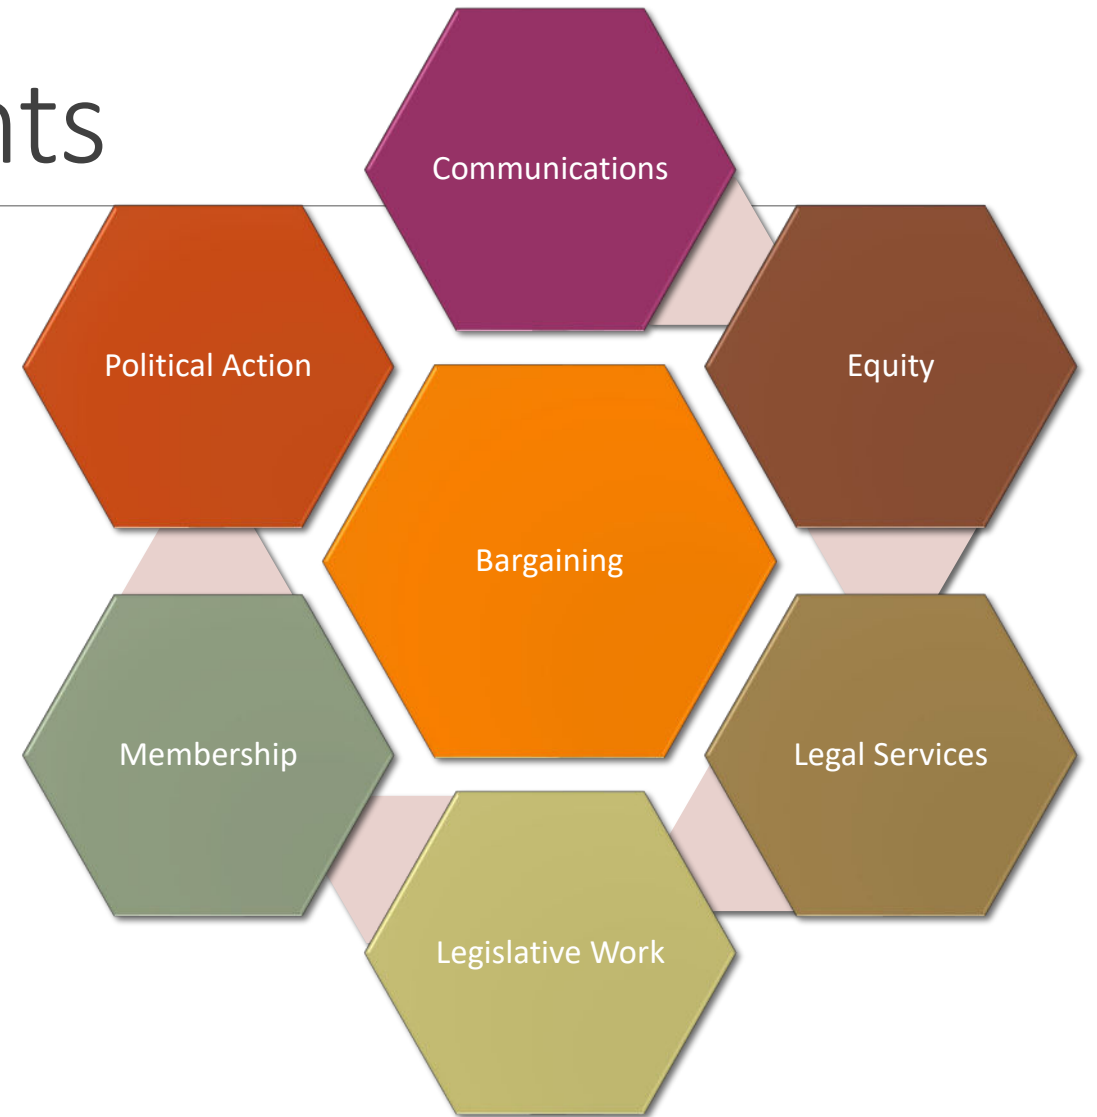 nts
Communications
Political Action
Equity
Bargaining
Membership
Legal Services
Legislative Work